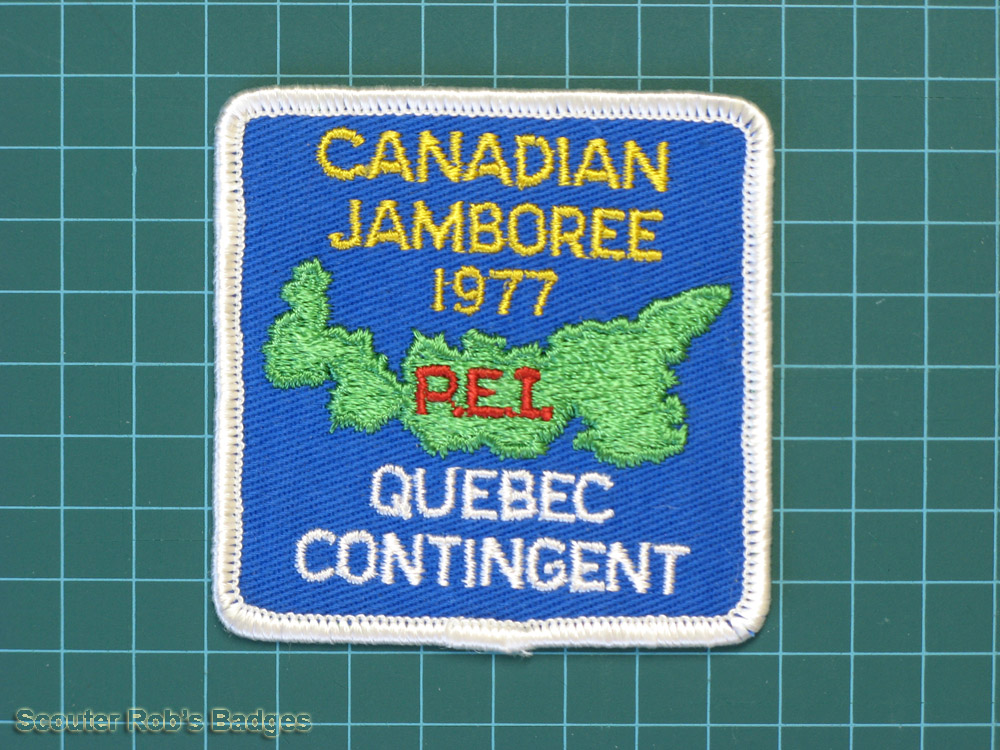 CANADIAN
JAMBOREE
1977
P.E.I.
QUEBEC
CONTINGENT
Scouter Rob's Badges